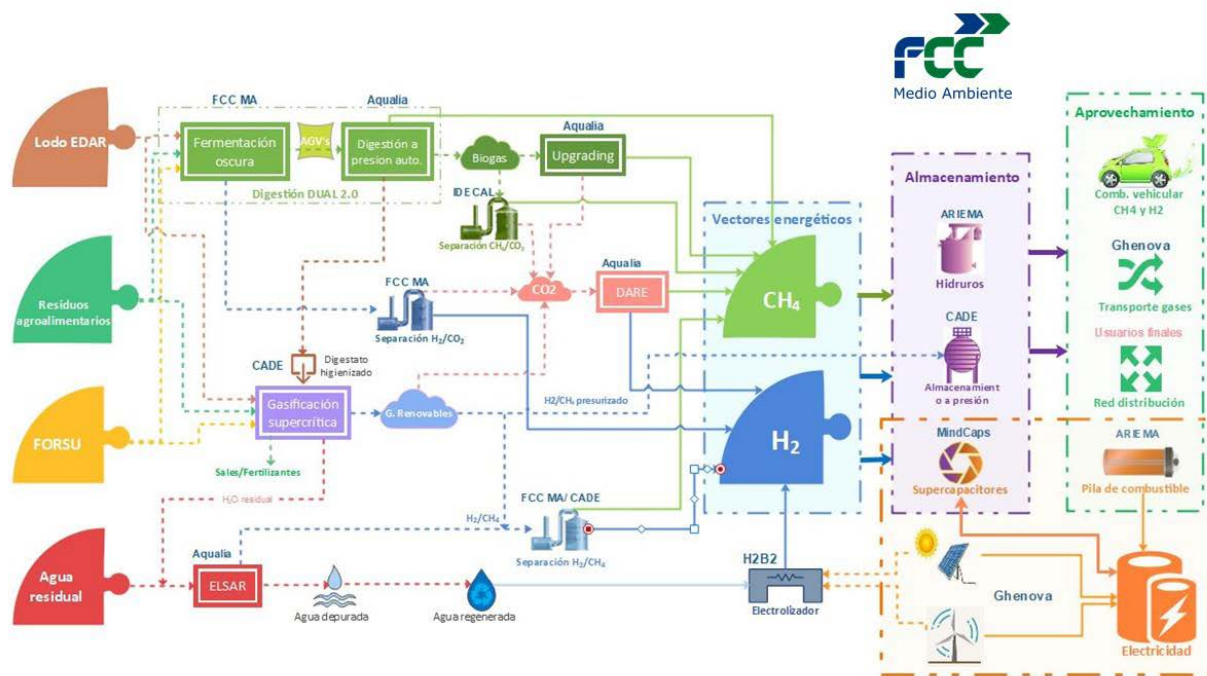 FCC
Medio Ambiente
FCC MA
Aqualia
Lodo EDAR
Fermentación
oscura
AGV's
Digestión a
presion auto.
Digestión DUAL 2.0
Biogas
Aqualia
Upgrading
IDECAL
Separación CH₄/CO₂
Residuos
agroalimentarios
FCC MA
Separación H₂/CO₂
CO2
Aqualia
DARE
Vectores energéticos
CH₄
H₂
CADE
Digestato
higienizado
Gasificación
supercrítica
G. Renovables
H2/CH₄ presurizado
FORSU
Sales/Fertilizantes
H₂O residual
H₂/CH₄
FCC MA/ CADE
Separación H₂/CH₄
Agua
residual
Aqualia
ELSAR
Agua depurada
Agua regenerada
H2B2
Electrolizador
Almacenamiento
ARIEMA
Hidruros
CADE
Almacenamient
o a presión
MindCaps
Supercapacitores
Aprovechamiento
Comb. vehicular
CH4 y H2
Ghenova
Transporte gases
Usuarios finales
Red distribución
ARIEMA
Pila de combustible
Ghenova
Electricidad